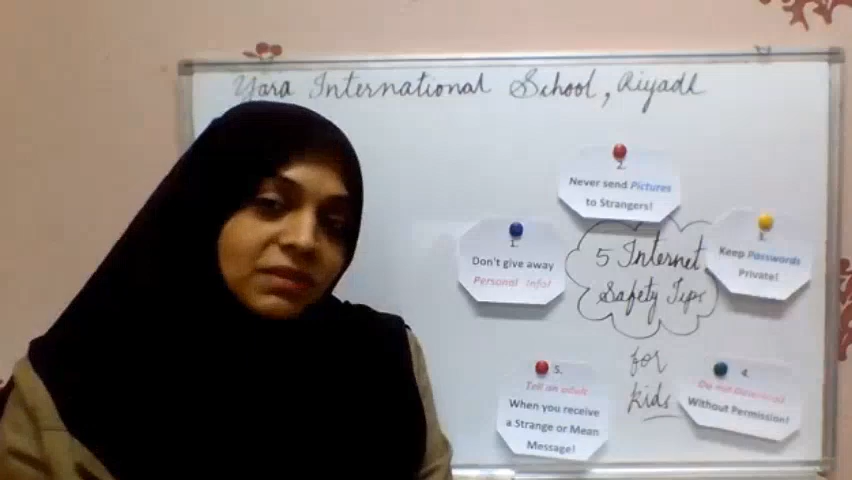 Yara International School, Riyadh
2.
Never send Pictures
to Strangers!
1.
Don't give away
Personal Info!
5 Internet
Safety Tips
for
kids
3.
Keep Passwords
Private!
5.
Tell an adult
When you receive
a Strange or Mean
Message!
4.
Do not Download
Without Permission!